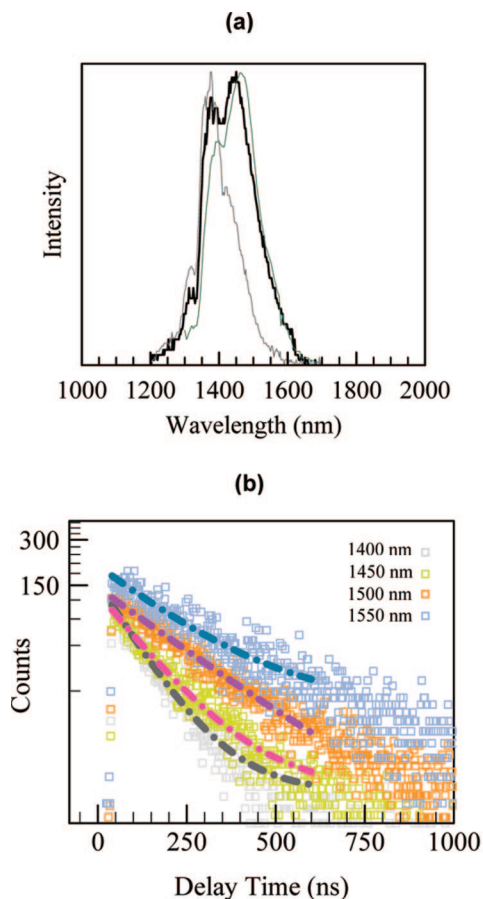 (a)
Intensity
1000 1200 1400 1600 1800 2000
Wavelength (nm)
(b)
300
150
Counts
1400 nm
1450 nm
1500 nm
1550 nm
0 250 500 750 1000
Delay Time (ns)